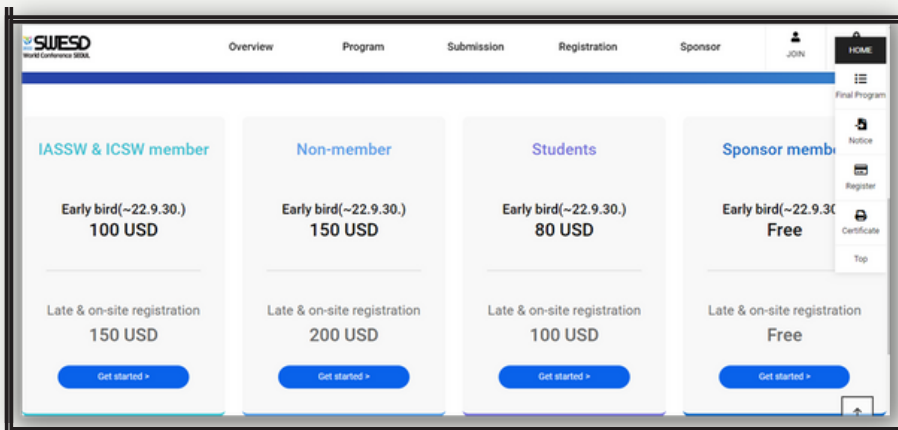 SWESD
World Conference SEOUL
Overview
Program
Submission
Registration
Sponsor
JOIN
HOME
Final Program
Notice
Register
Certificate
Top
IASSW & ICSW member
Early bird(~22.9.30.)
100 USD
Late & on-site registration
150 USD
Get started >
Non-member
Early bird(~22.9.30.)
150 USD
Late & on-site registration
200 USD
Get started >
Students
Early bird(~22.9.30.)
80 USD
Late & on-site registration
100 USD
Get started >
Sponsor memb
Early bird(~22.9.30
Free
Late & on-site registration
Free
Get started >